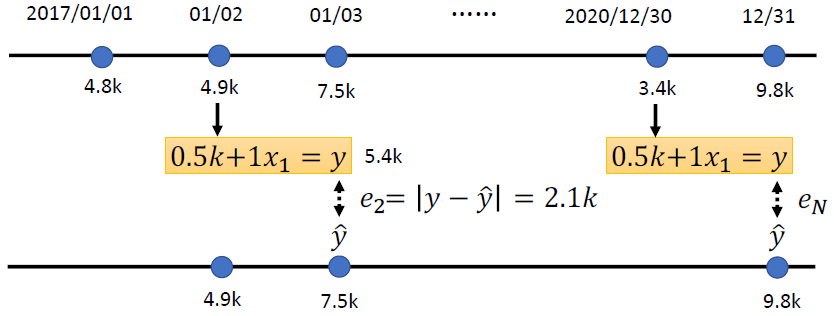 2017/01/01 01/02 01/03 …… 2020/12/30 12/31
4.8k 4.9k 7.5k 3.4k 9.8k
0.5k+1x₁ = y 5.4k 0.5k+1x₁ = y
e₂= |y − ŷ| = 2.1k e_N
ŷ ŷ
4.9k 7.5k 9.8k